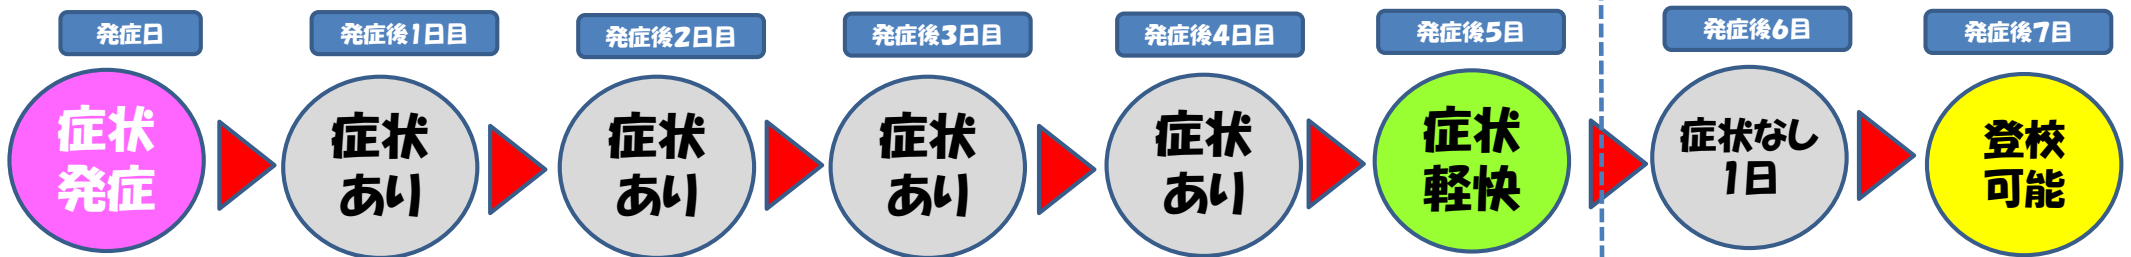 発症日
発症後1日目
発症後2日目
発症後3日目
発症後4日目
発症後5目
発症後6目
発症後7目
症状
発症
症状
あり
症状
あり
症状
あり
症状
あり
症状
軽快
症状なし
1日
登校
可能